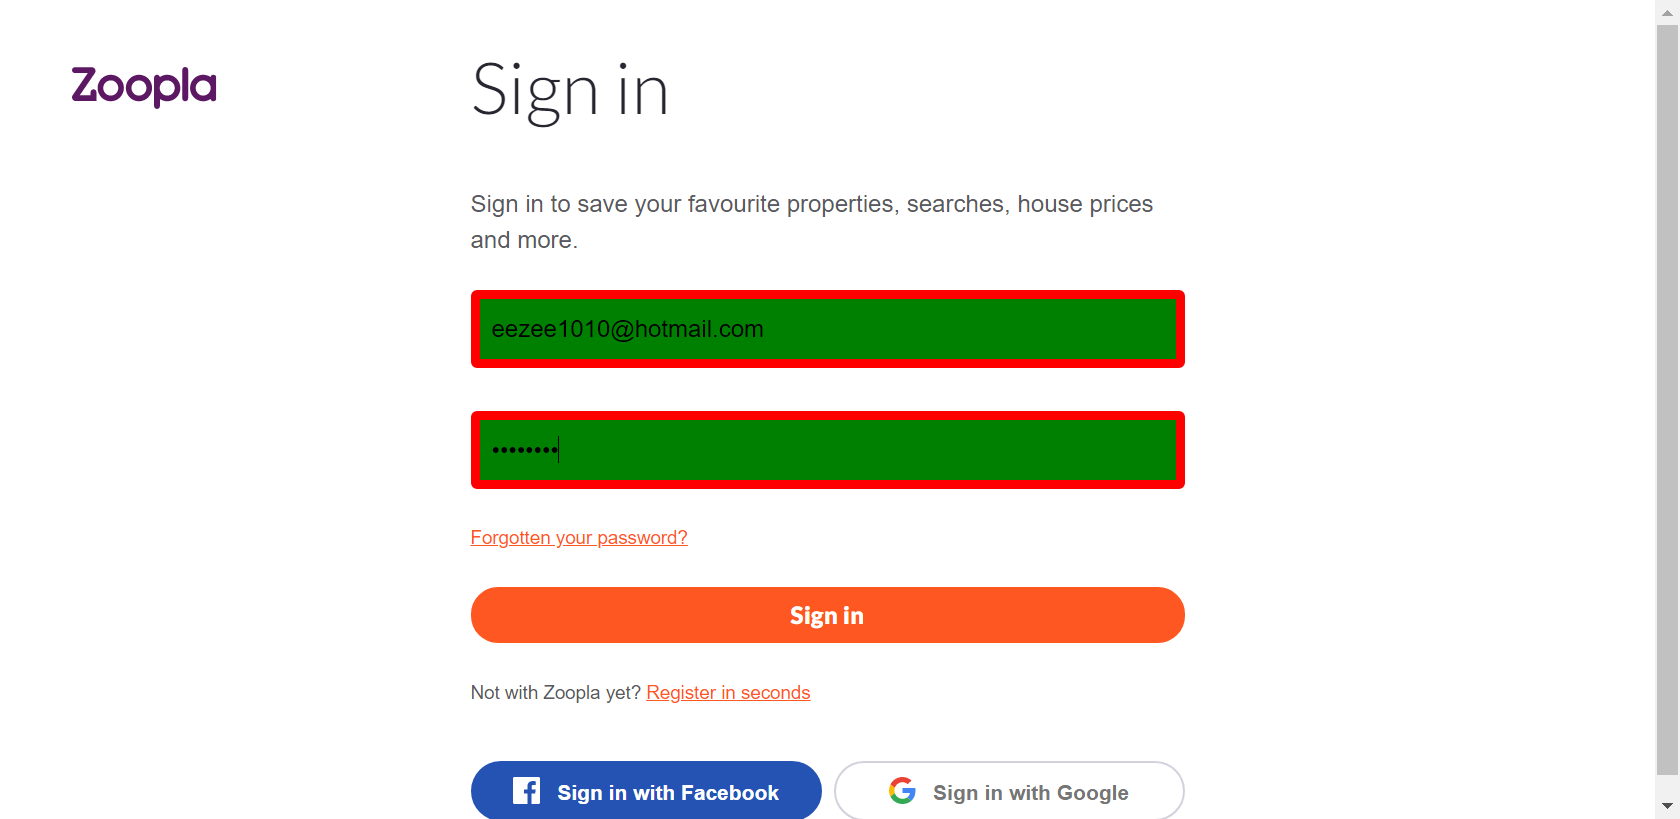 Zoopla
Sign in
Sign in to save your favourite properties, searches, house prices
and more.
eezee1010@hotmail.com
••••••••
Forgotten your password?
Sign in
Not with Zoopla yet? Register in seconds
Sign in with Facebook
Sign in with Google